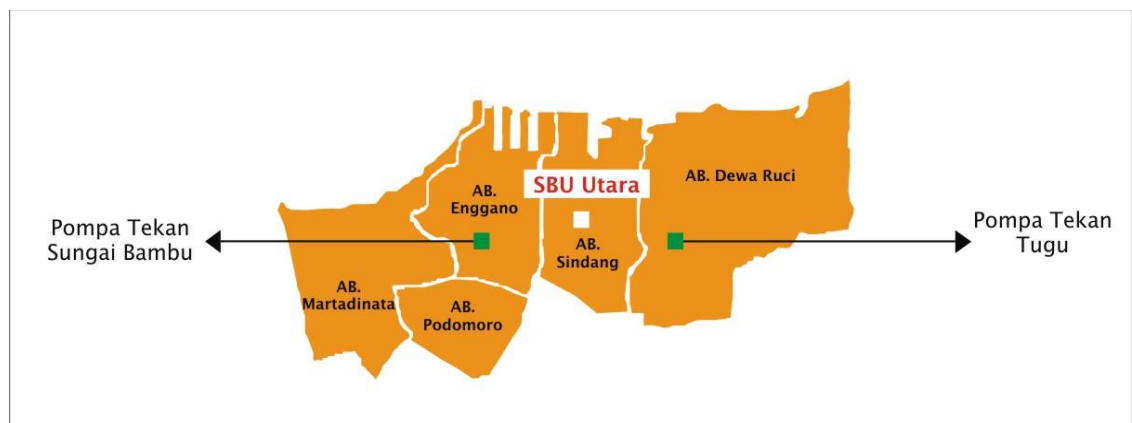 AB. Dewa Ruci
SBU Utara
AB.
Enggano
Pompa Tekan
Sungai Bambu
Pompa Tekan
Tugu
AB.
Sindang
AB.
Martadinata
AB.
Podomoro